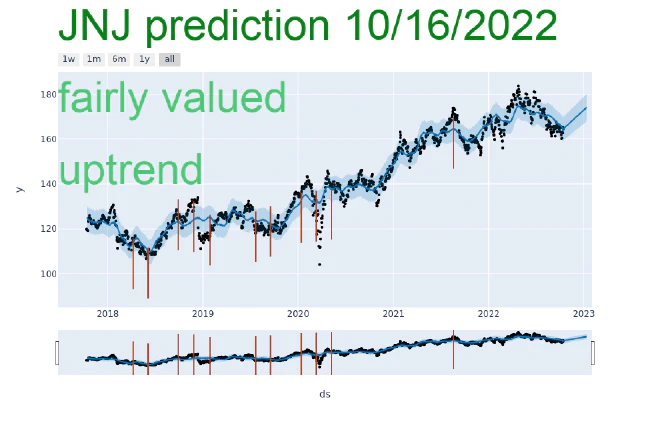 JNJ prediction 10/16/2022
1w 1m 6m 1y all
fairly valued
uptrend
180
160
140
120
100
y
2018 2019 2020 2021 2022 2023
ds